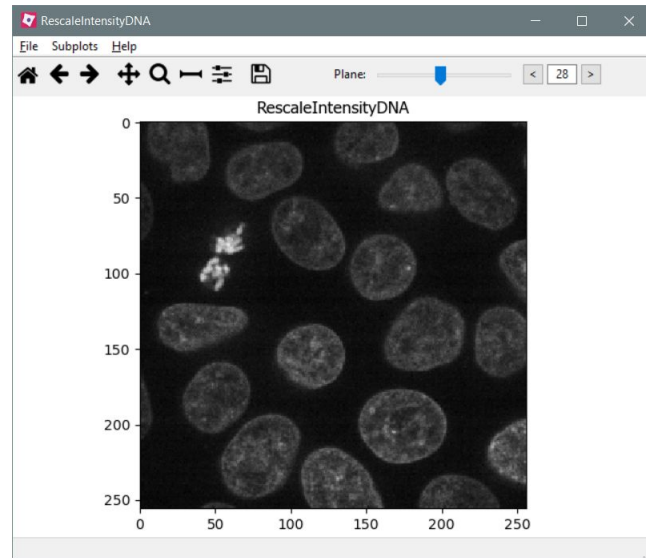 RescaleIntensityDNA
File Subplots Help
Plane: < 28 >
RescaleIntensityDNA
0
50
100
150
200
250
0 50 100 150 200 250